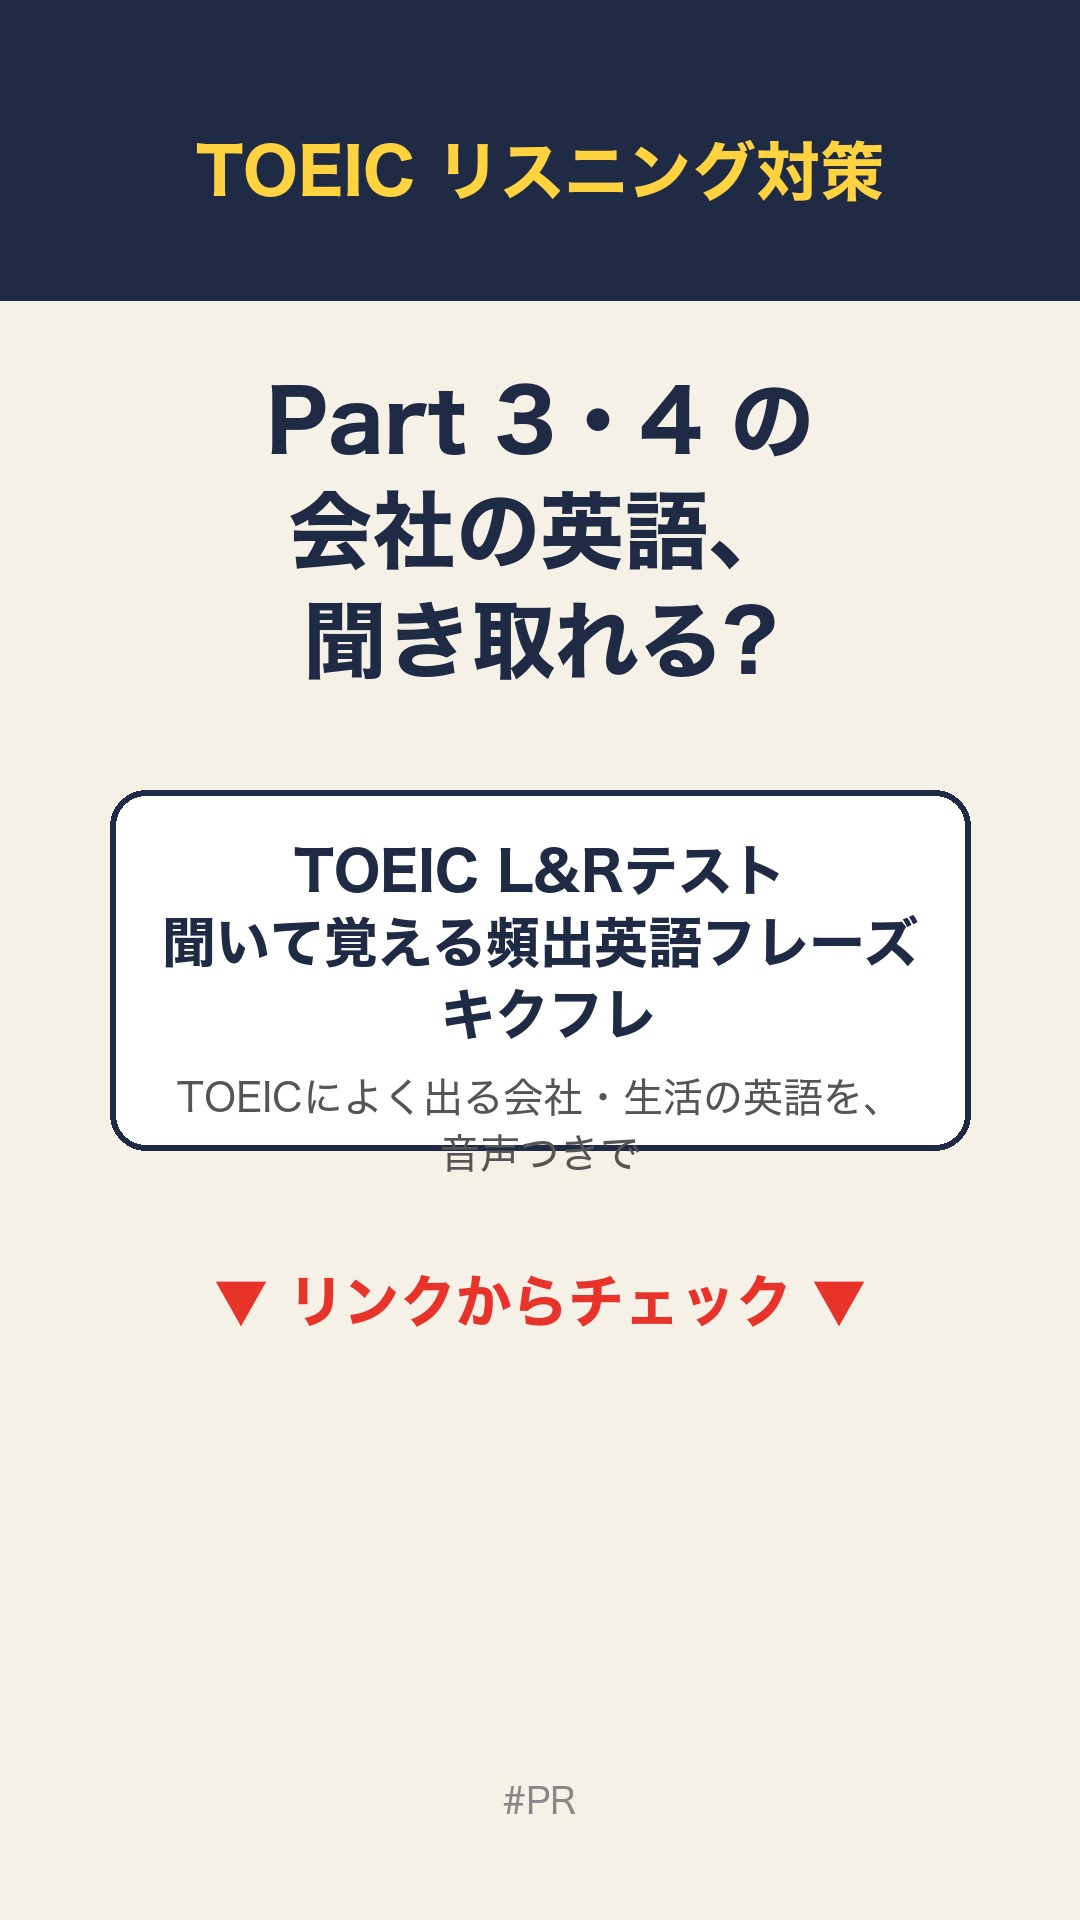 TOEIC リスニング対策
Part 3・4 の
会社の英語、
聞き取れる?
TOEIC L&Rテスト
聞いて覚える頻出英語フレーズ
キクフレ
TOEICによく出る会社・生活の英語を、
音声つきで
▼ リンクからチェック ▼
#PR